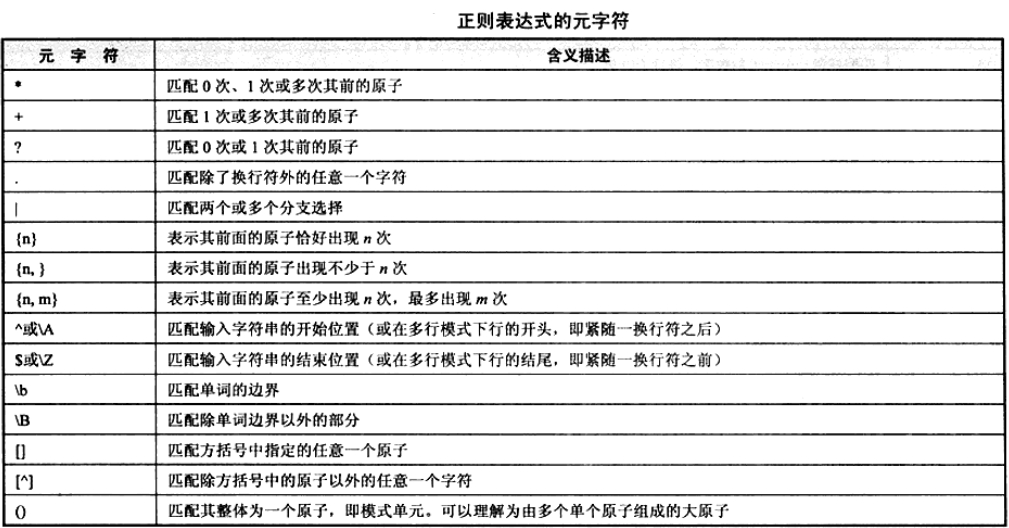 正则表达式的元字符
元 字 符 含义描述
* 匹配 0 次、1 次或多次其前的原子
+ 匹配 1 次或多次其前的原子
? 匹配 0 次或 1 次其前的原子
. 匹配除了换行符外的任意一个字符
| 匹配两个或多个分支选择
{n} 表示其前面的原子恰好出现 n 次
{n, } 表示其前面的原子出现不少于 n 次
{n, m} 表示其前面的原子至少出现 n 次，最多出现 m 次
^或\A 匹配输入字符串的开始位置（或在多行模式下行的开头，即紧随一换行符之后）
$或\Z 匹配输入字符串的结束位置（或在多行模式下行的结尾，即紧随一换行符之前）
\b 匹配单词的边界
\B 匹配除单词边界以外的部分
[] 匹配方括号中指定的任意一个原子
[^] 匹配除方括号中的原子以外的任意一个字符
() 匹配其整体为一个原子，即模式单元。可以理解为由多个单个原子组成的大原子